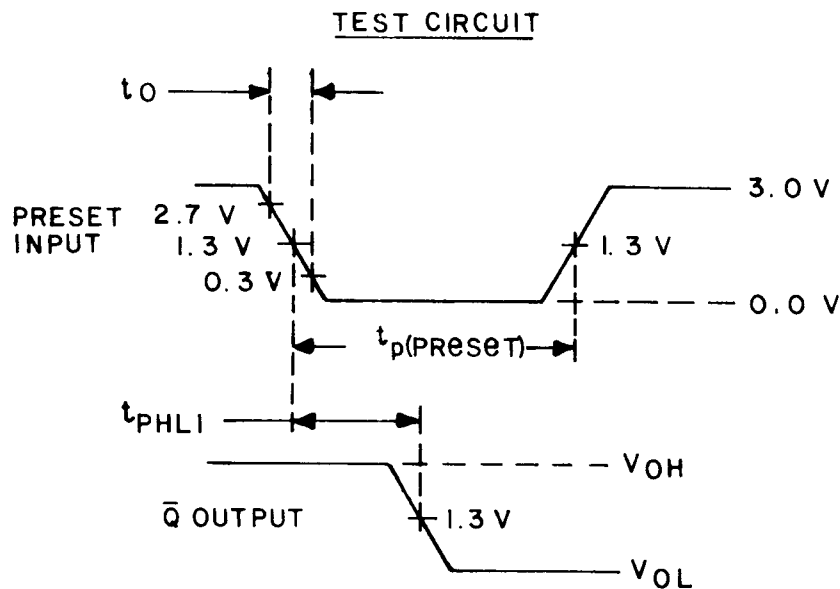 TEST CIRCUIT
t0
3.0 V
PRESET INPUT
2.7 V
1.3 V
0.3 V
1.3 V
0.0 V
tp(PRESET)
tPHL1
VOH
Q̅ OUTPUT
1.3 V
VOL